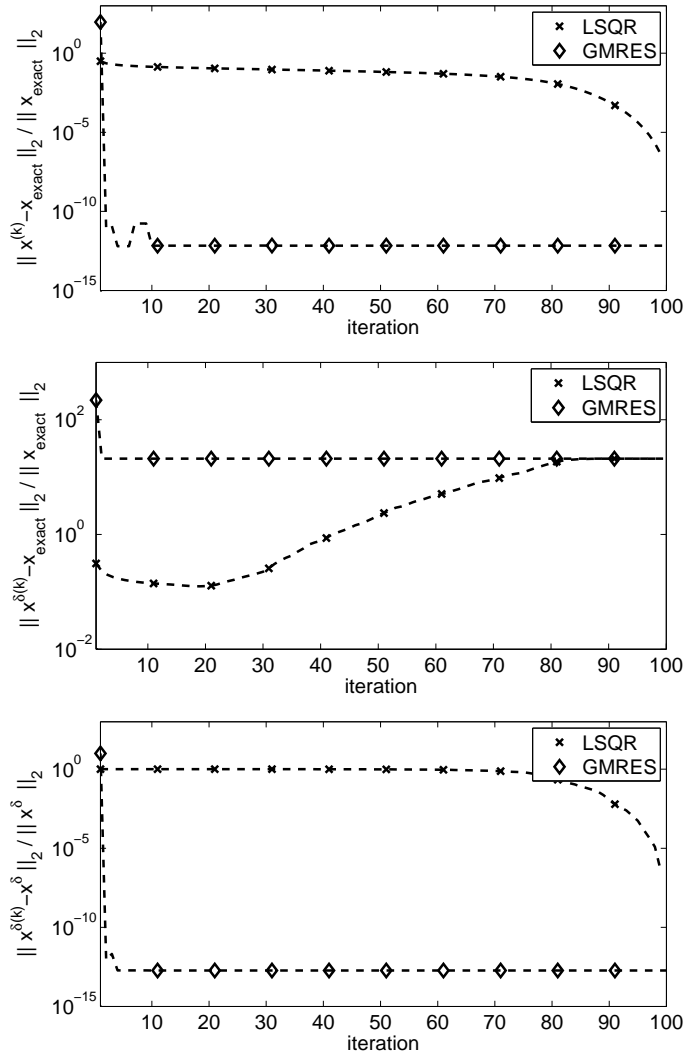 || x^(k)−x_exact ||_2 / || x_exact ||_2
10^0
10^−5
10^−10
10^−15
LSQR
GMRES
10 20 30 40 50 60 70 80 90 100
iteration
|| x^δ(k)−x_exact ||_2 / || x_exact ||_2
10^2
10^0
10^−2
LSQR
GMRES
10 20 30 40 50 60 70 80 90 100
iteration
|| x^δ(k)−x^δ ||_2 / || x^δ ||_2
10^0
10^−5
10^−10
10^−15
LSQR
GMRES
10 20 30 40 50 60 70 80 90 100
iteration